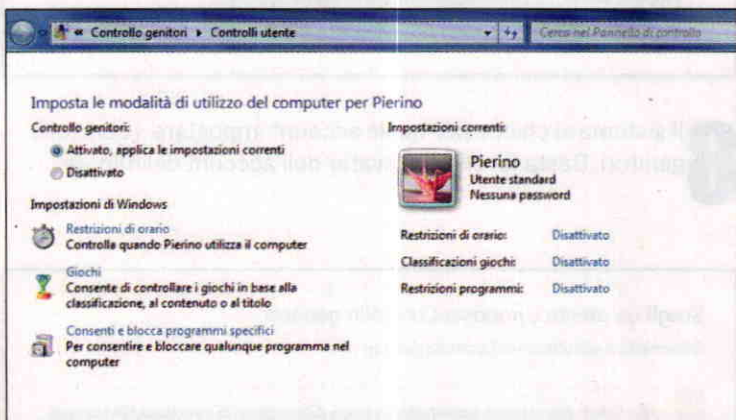 « Controllo genitori ▸ Controlli utente
Cerca nel Pannello di controllo
Imposta le modalità di utilizzo del computer per Pierino
Controllo genitori:
Attivato, applica le impostazioni correnti
Disattivato
Impostazioni di Windows
Restrizioni di orario
Controlla quando Pierino utilizza il computer
Giochi
Consente di controllare i giochi in base alla
classificazione, al contenuto o al titolo
Consenti e blocca programmi specifici
Per consentire e bloccare qualunque programma nel
computer
Impostazioni correnti:
Pierino
Utente standard
Nessuna password
Restrizioni di orario: Disattivato
Classificazioni giochi: Disattivato
Restrizioni programmi: Disattivato